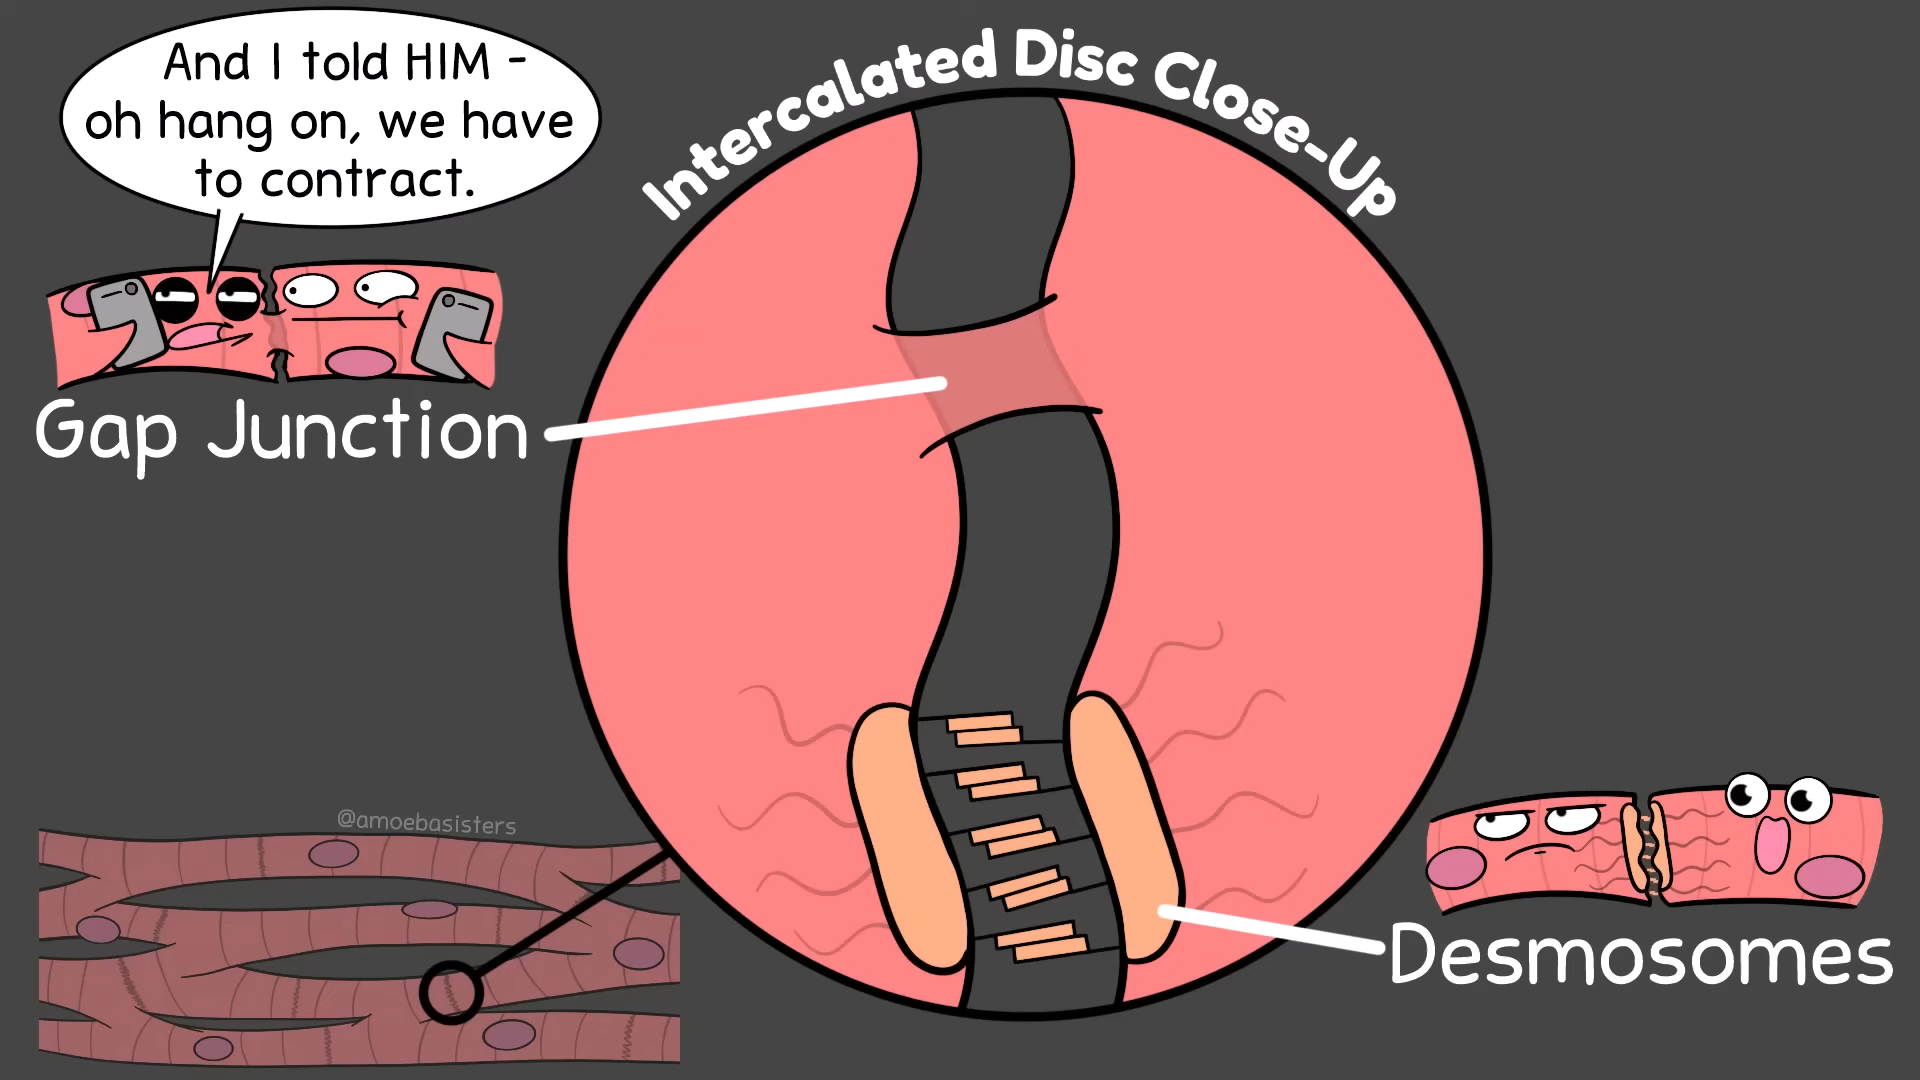 And I told HIM -
oh hang on, we have
to contract.
Intercalated Disc Close-Up
Gap Junction
@amoebasisters
Desmosomes